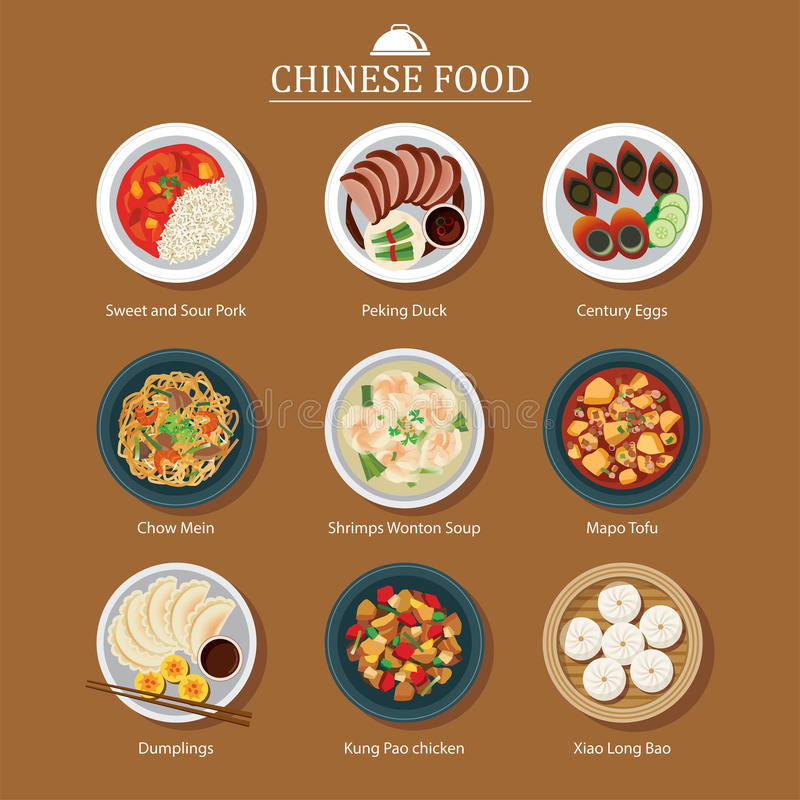 CHINESE FOOD
Sweet and Sour Pork
Peking Duck
Century Eggs
dreamstime
Chow Mein
Shrimps Wonton Soup
Mapo Tofu
Dumplings
Kung Pao chicken
Xiao Long Bao